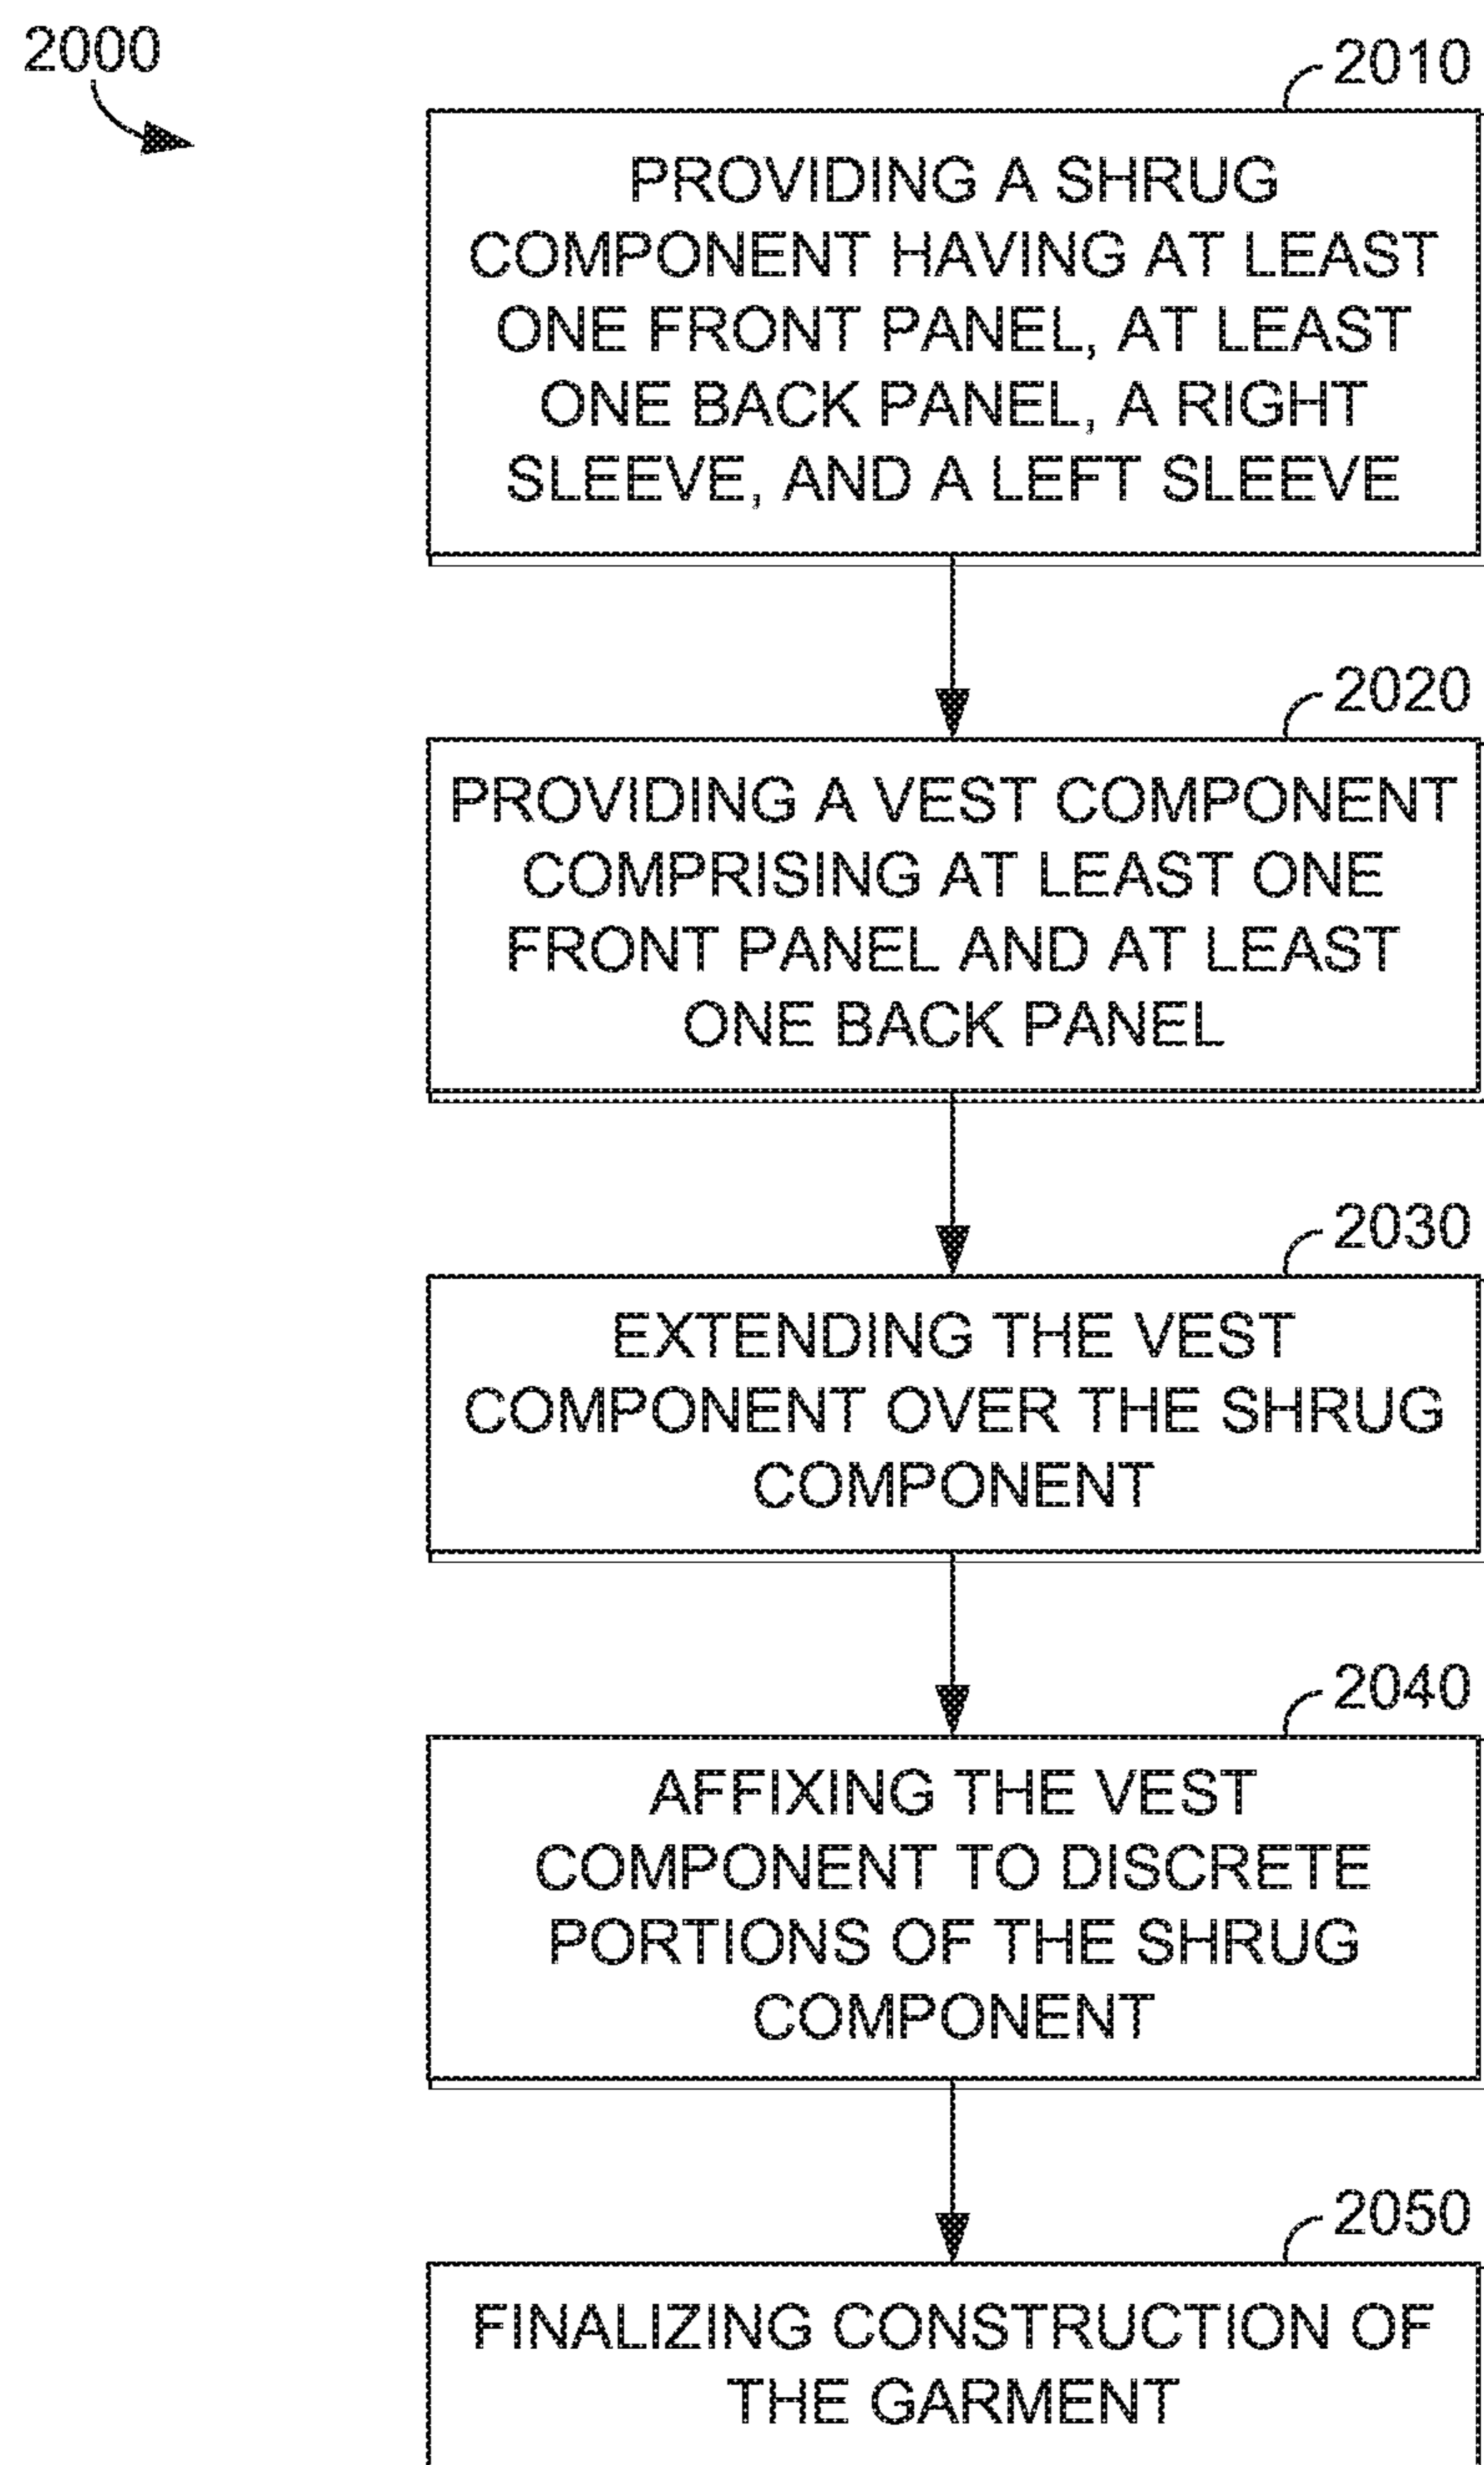 2000
2010
PROVIDING A SHRUG
COMPONENT HAVING AT LEAST
ONE FRONT PANEL, AT LEAST
ONE BACK PANEL, A RIGHT
SLEEVE, AND A LEFT SLEEVE
2020
PROVIDING A VEST COMPONENT
COMPRISING AT LEAST ONE
FRONT PANEL AND AT LEAST
ONE BACK PANEL
2030
EXTENDING THE VEST
COMPONENT OVER THE SHRUG
COMPONENT
2040
AFFIXING THE VEST
COMPONENT TO DISCRETE
PORTIONS OF THE SHRUG
COMPONENT
2050
FINALIZING CONSTRUCTION OF
THE GARMENT